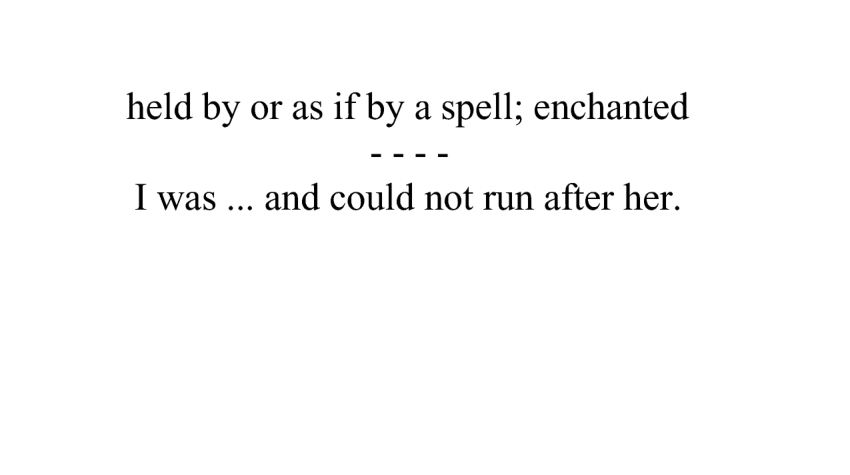 held by or as if by a spell; enchanted
- - - -
I was ... and could not run after her.